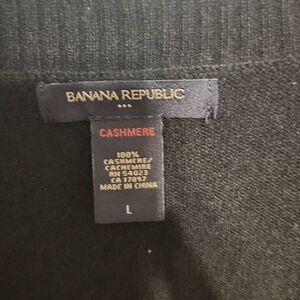 BANANA REPUBLIC
CASHMERE
100%
CASHMERE/
CACHEMIRE
RN 54023
CA 17897
MADE IN CHINA
L